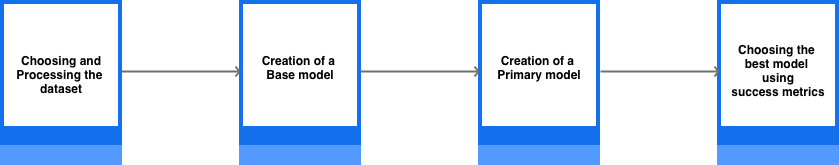 Choosing and
Processing the
dataset
Creation of a
Base model
Creation of a
Primary model
Choosing the
best model
using
success metrics